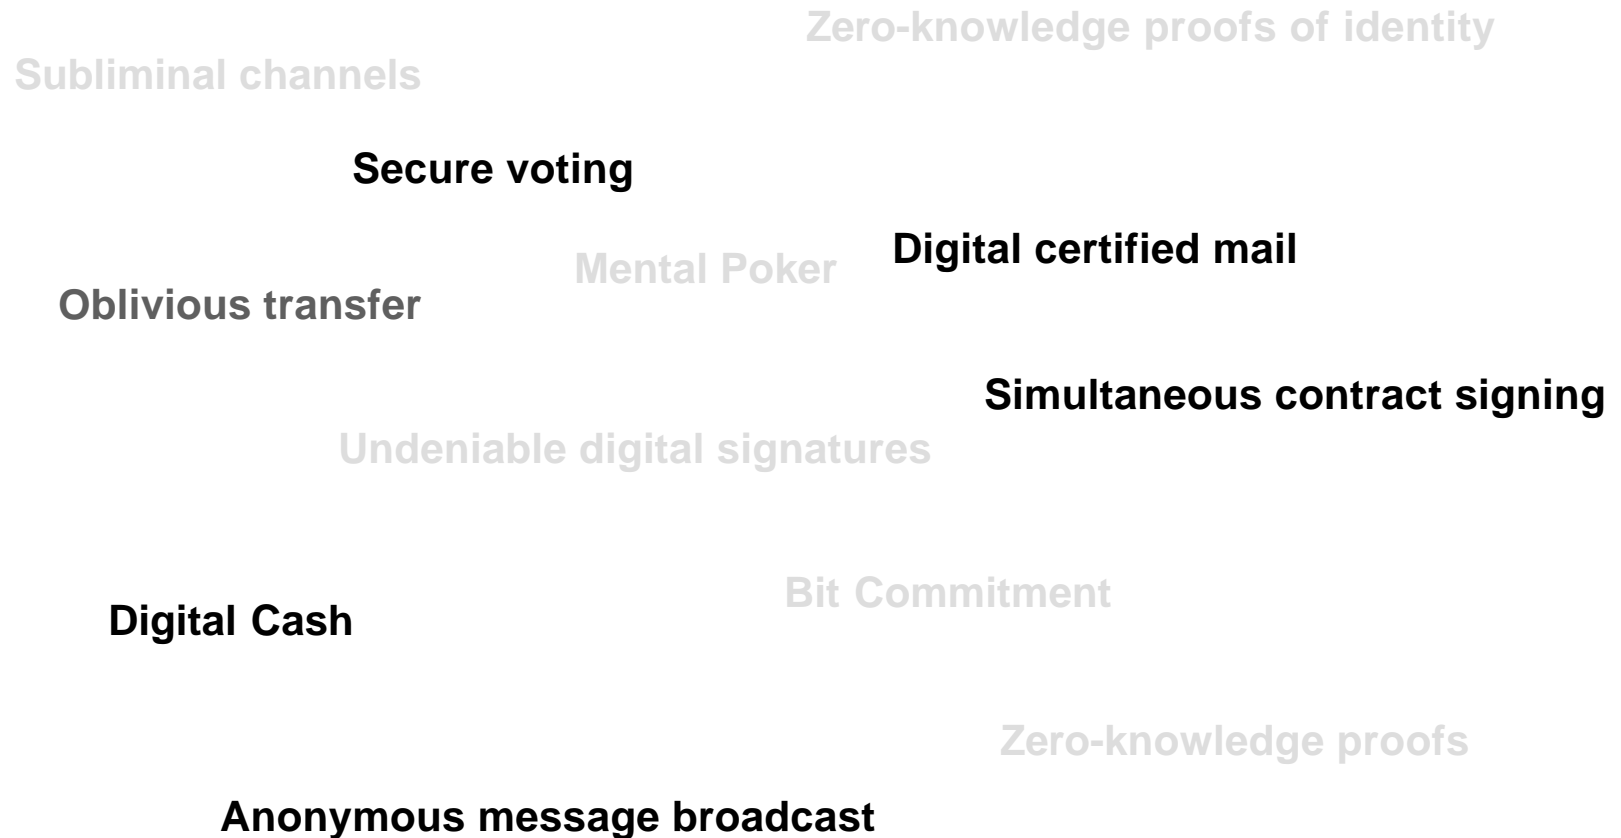 Zero-knowledge proofs of identity
Subliminal channels
Secure voting
Digital certified mail
Mental Poker
Oblivious transfer
Simultaneous contract signing
Undeniable digital signatures
Bit Commitment
Digital Cash
Zero-knowledge proofs
Anonymous message broadcast